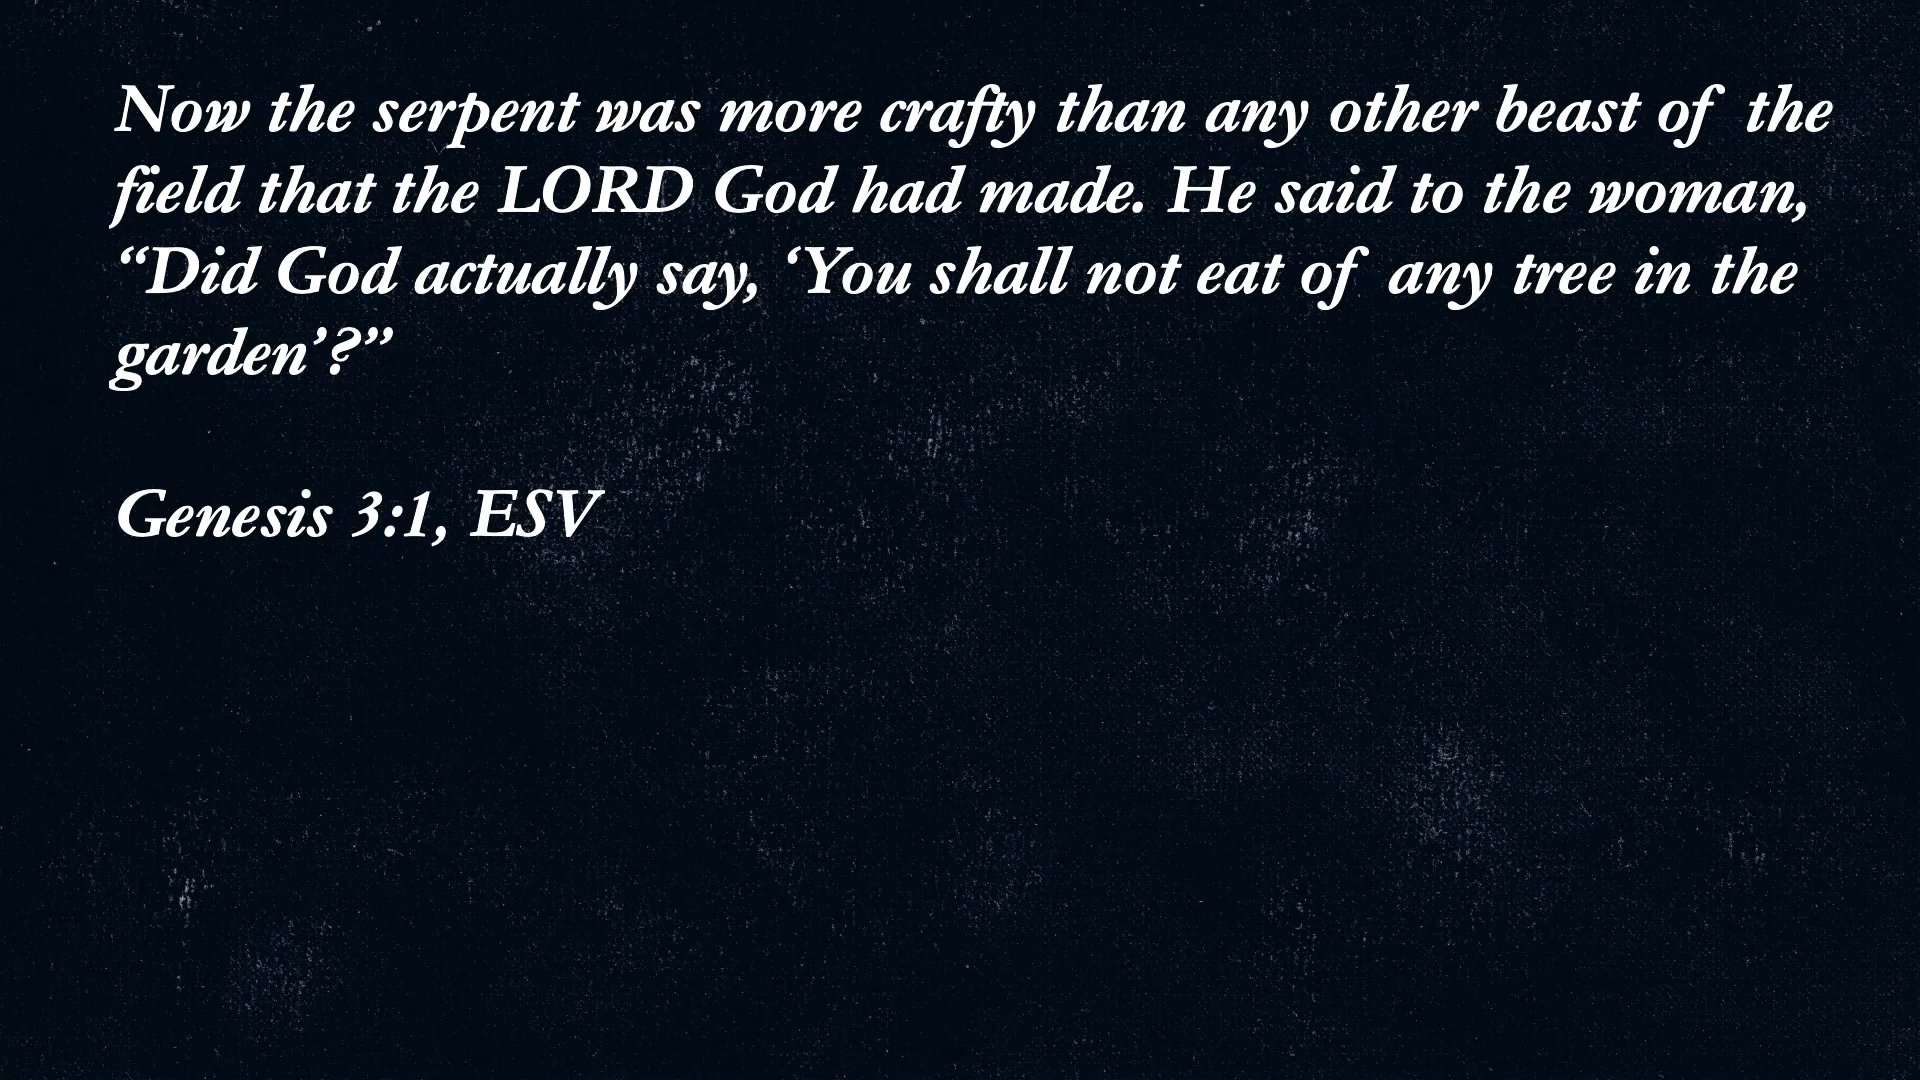 Now the serpent was more crafty than any other beast of the
field that the LORD God had made. He said to the woman,
“Did God actually say, ‘You shall not eat of any tree in the
garden’?”
Genesis 3:1, ESV